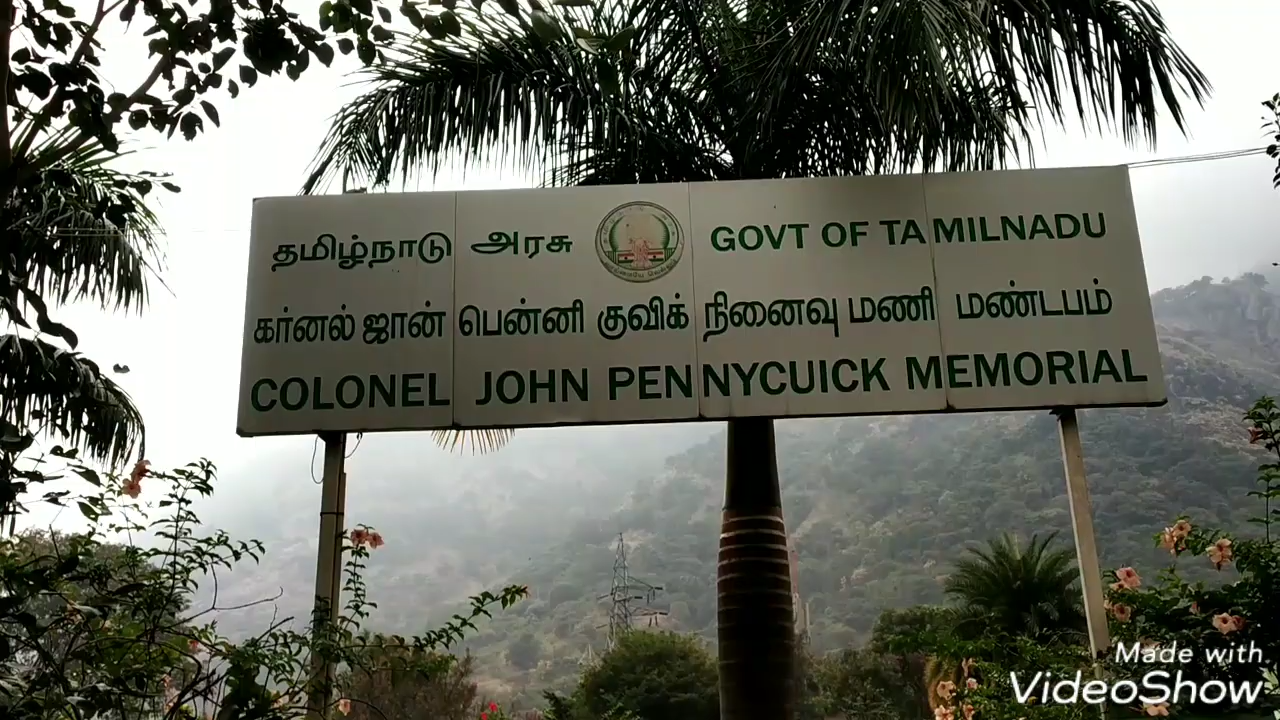 தமிழ்நாடு அரசு GOVT OF TAMILNADU
கர்னல் ஜான் பென்னி குவிக் நினைவு மணி மண்டபம்
COLONEL JOHN PENNYCUICK MEMORIAL
Made with
VideoShow